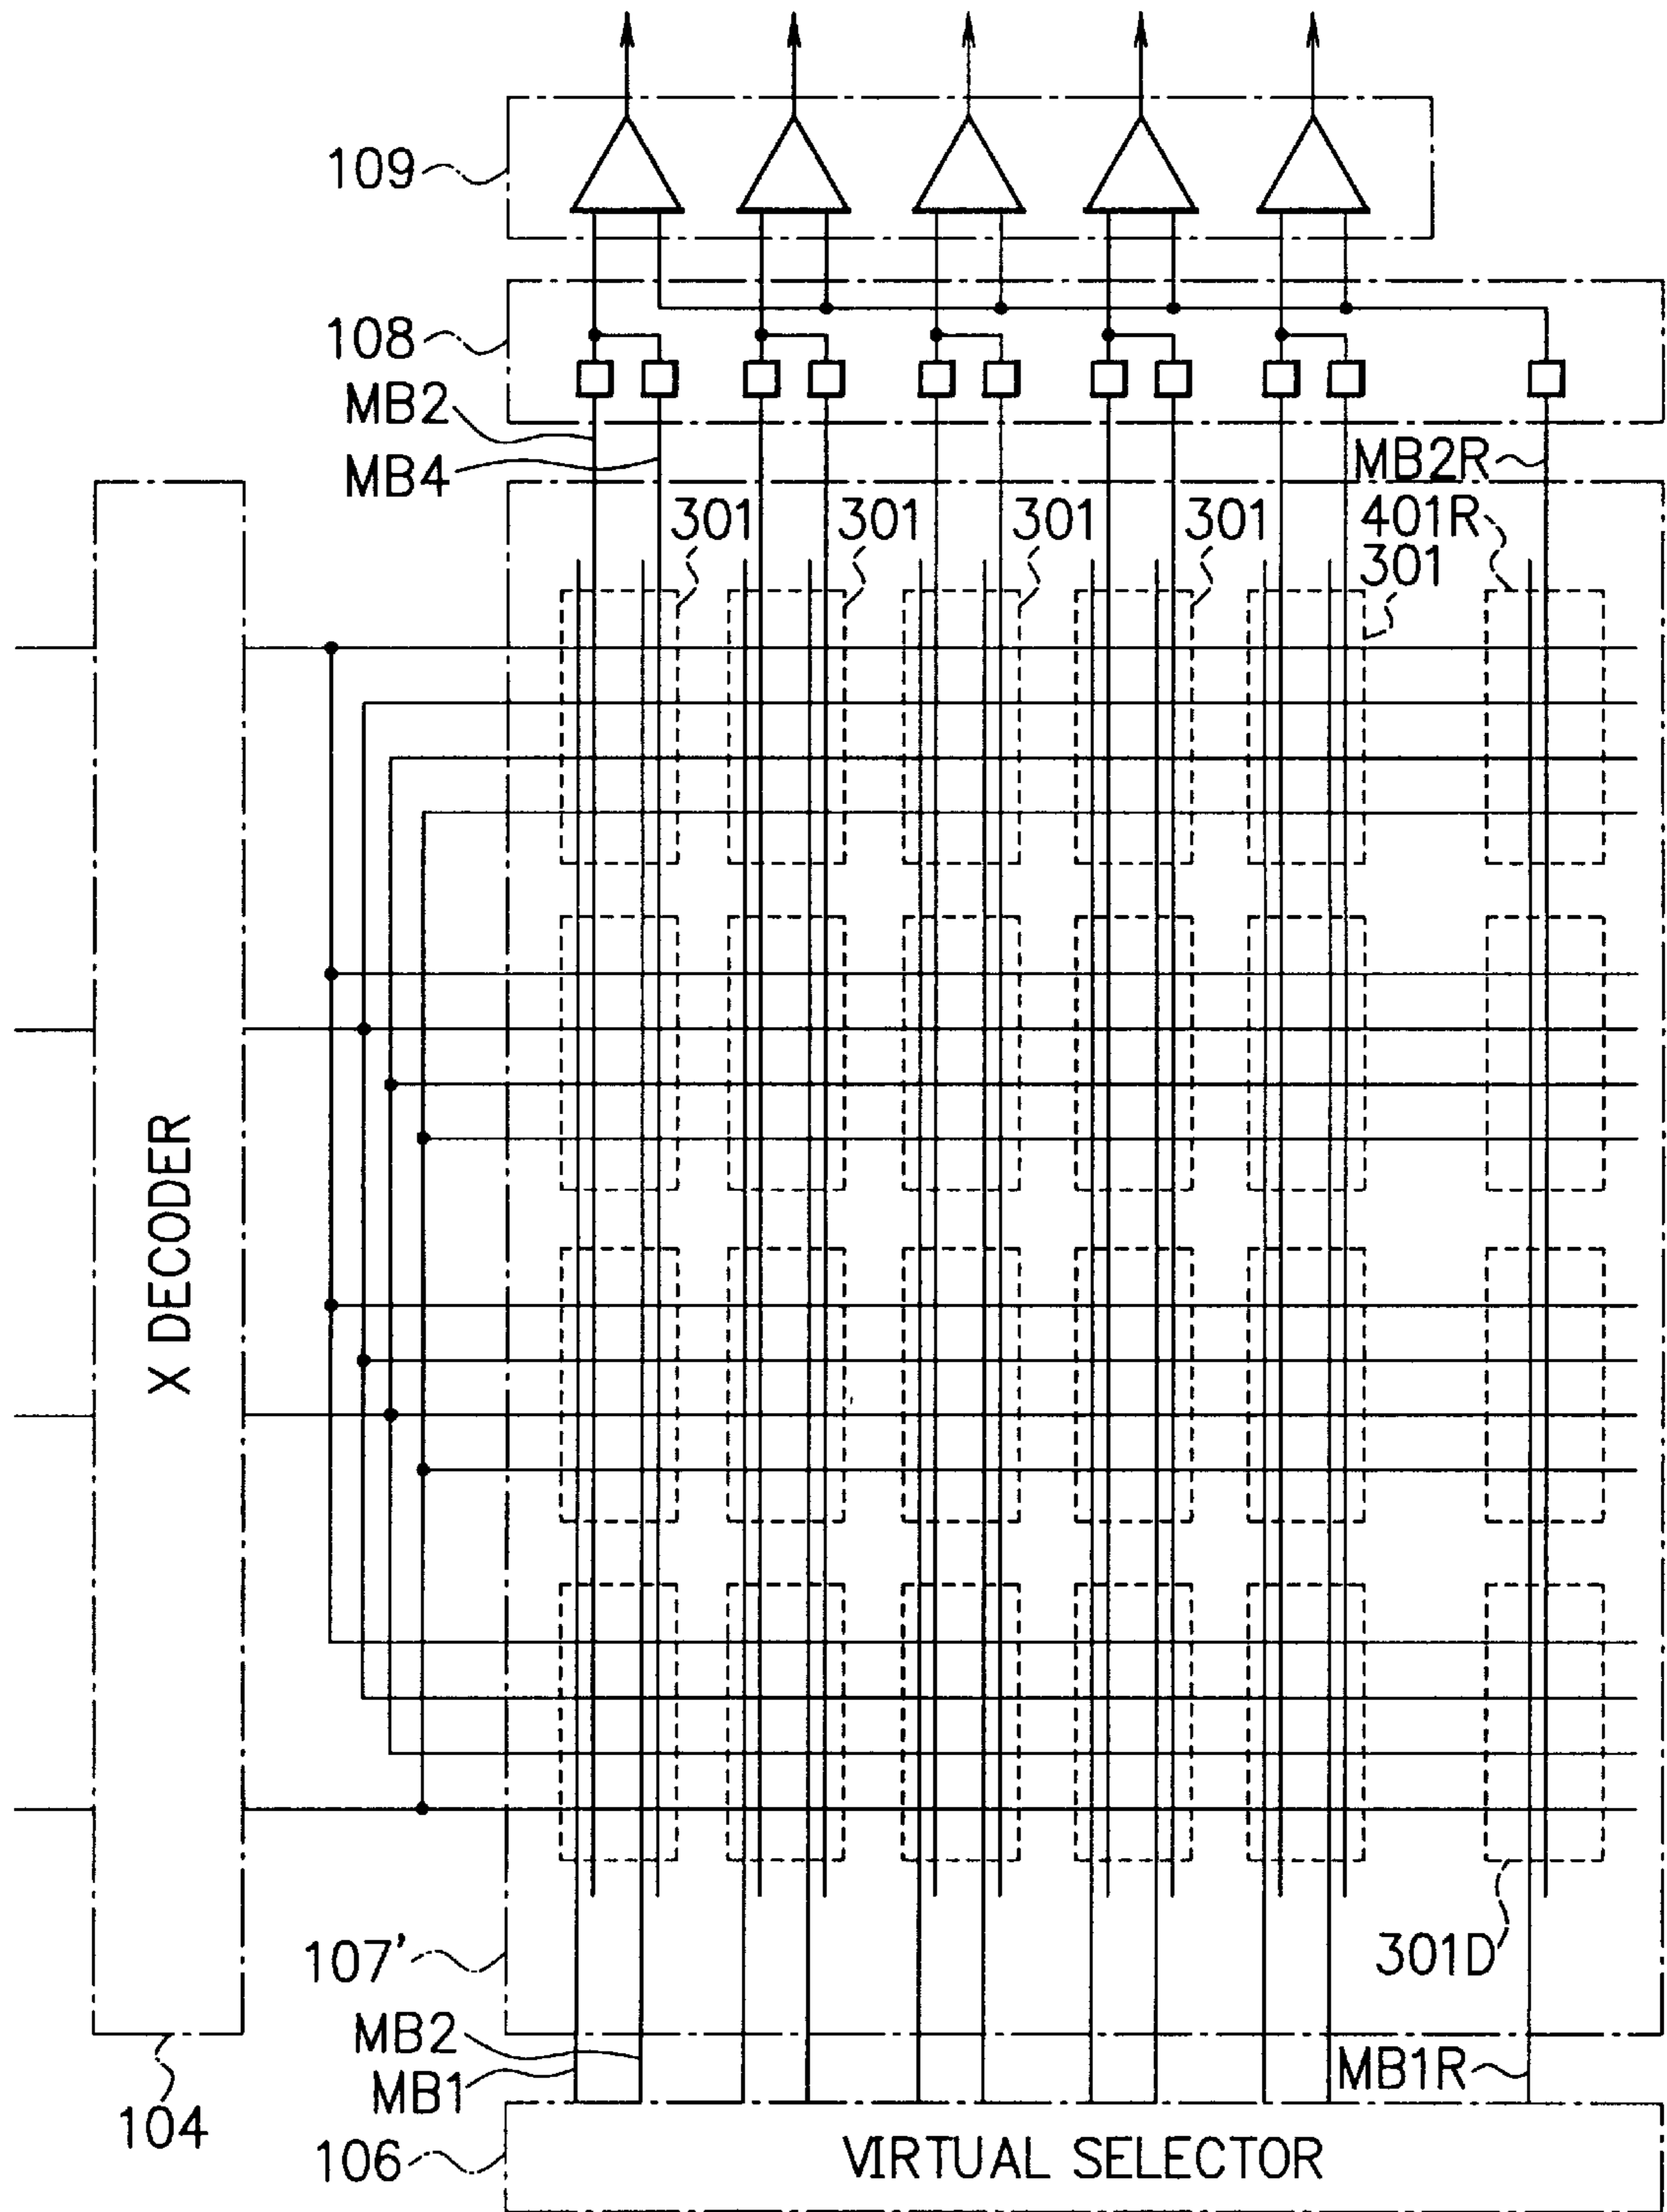 109
108
MB2
MB4
MB2R
301
301
301
301
401R
301
X DECODER
301D
107'
MB2
MB1
MB1R
104
106
VIRTUAL SELECTOR